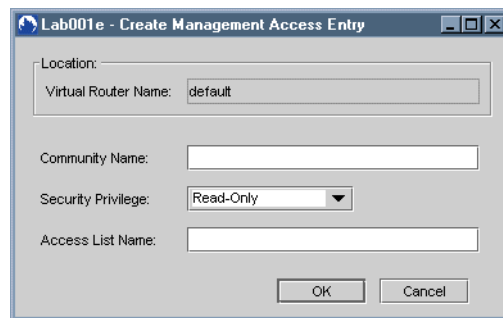 Lab001e - Create Management Access Entry
Location:
Virtual Router Name: default
Community Name:
Security Privilege: Read-Only
Access List Name:
OK Cancel